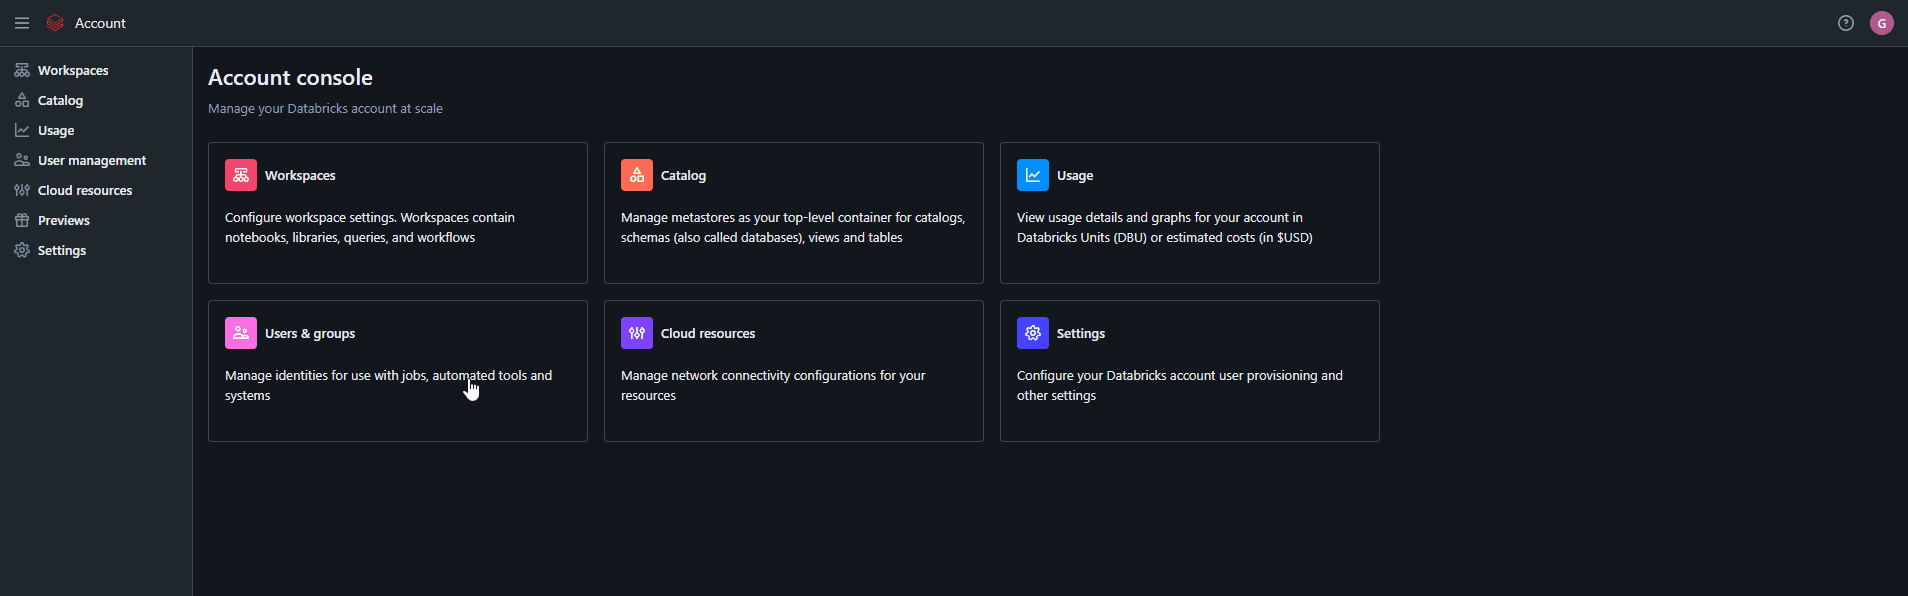 Account
G
Workspaces
Catalog
Usage
User management
Cloud resources
Previews
Settings
Account console
Manage your Databricks account at scale
Workspaces
Configure workspace settings. Workspaces contain
notebooks, libraries, queries, and workflows
Catalog
Manage metastores as your top-level container for catalogs,
schemas (also called databases), views and tables
Usage
View usage details and graphs for your account in
Databricks Units (DBU) or estimated costs (in $USD)
Users & groups
Manage identities for use with jobs, automated tools and
systems
Cloud resources
Manage network connectivity configurations for your
resources
Settings
Configure your Databricks account user provisioning and
other settings